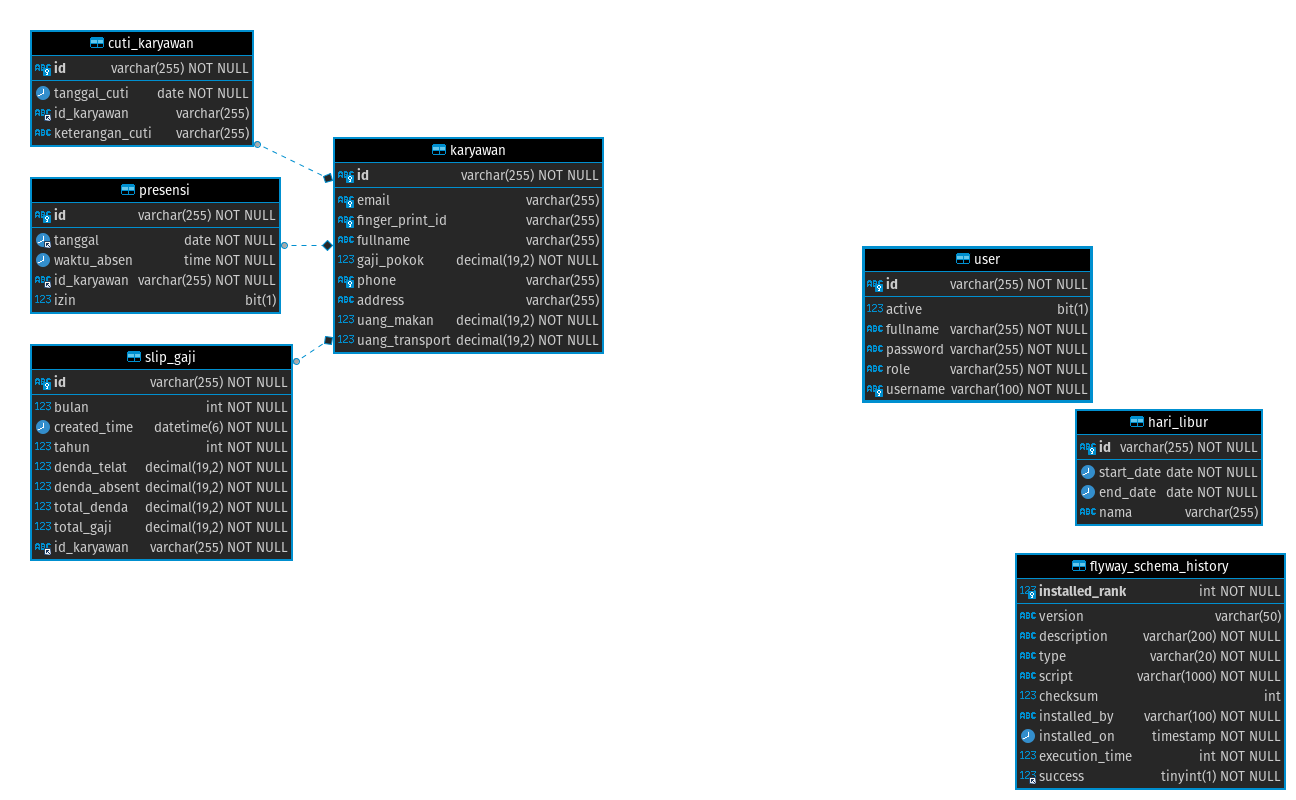 cuti_karyawan
id varchar(255) NOT NULL
tanggal_cuti date NOT NULL
id_karyawan varchar(255)
keterangan_cuti varchar(255)
presensi
id varchar(255) NOT NULL
tanggal date NOT NULL
waktu_absen time NOT NULL
id_karyawan varchar(255) NOT NULL
izin bit(1)
slip_gaji
id varchar(255) NOT NULL
bulan int NOT NULL
created_time datetime(6) NOT NULL
tahun int NOT NULL
denda_telat decimal(19,2) NOT NULL
denda_absent decimal(19,2) NOT NULL
total_denda decimal(19,2) NOT NULL
total_gaji decimal(19,2) NOT NULL
id_karyawan varchar(255) NOT NULL
karyawan
id varchar(255) NOT NULL
email varchar(255)
finger_print_id varchar(255)
fullname varchar(255)
gaji_pokok decimal(19,2) NOT NULL
phone varchar(255)
address varchar(255)
uang_makan decimal(19,2) NOT NULL
uang_transport decimal(19,2) NOT NULL
user
id varchar(255) NOT NULL
active bit(1)
fullname varchar(255) NOT NULL
password varchar(255) NOT NULL
role varchar(255) NOT NULL
username varchar(100) NOT NULL
hari_libur
id varchar(255) NOT NULL
start_date date NOT NULL
end_date date NOT NULL
nama varchar(255)
flyway_schema_history
installed_rank int NOT NULL
version varchar(50)
description varchar(200) NOT NULL
type varchar(20) NOT NULL
script varchar(1000) NOT NULL
checksum int
installed_by varchar(100) NOT NULL
installed_on timestamp NOT NULL
execution_time int NOT NULL
success tinyint(1) NOT NULL